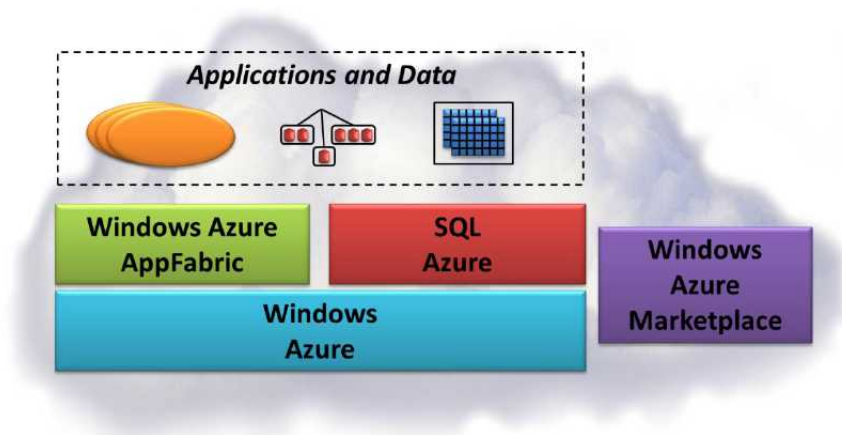 Applications and Data
Windows Azure
AppFabric
SQL
Azure
Windows
Azure
Marketplace
Windows
Azure